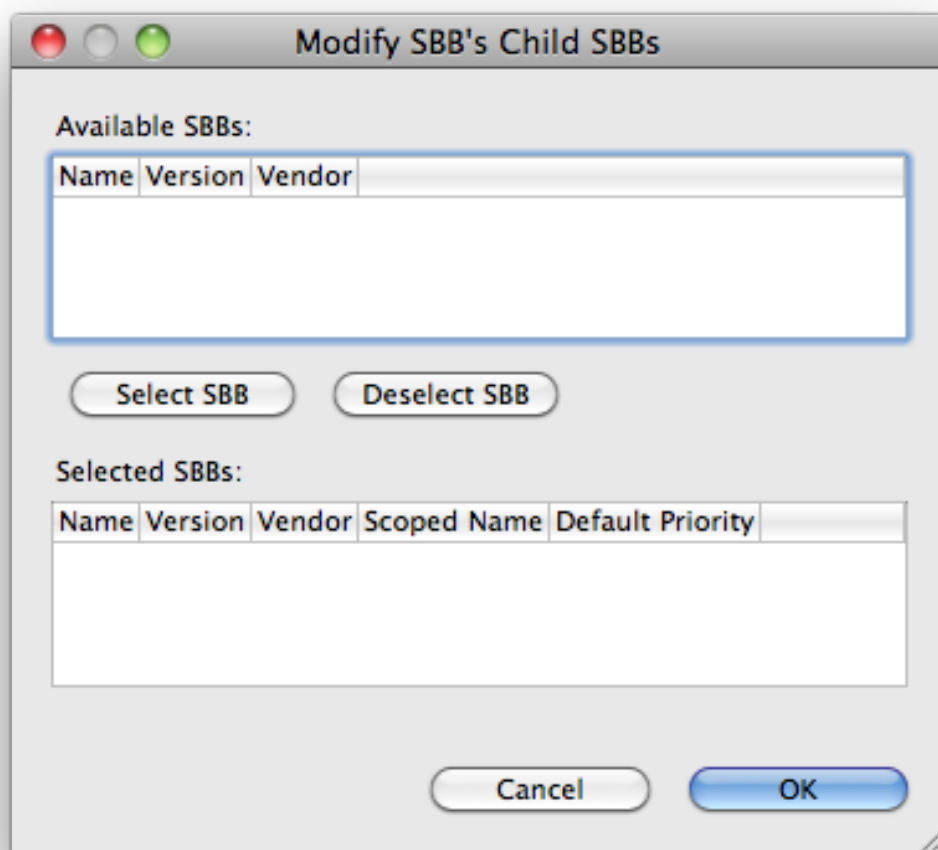 Modify SBB's Child SBBs
Available SBBs:
Name Version Vendor
Select SBB Deselect SBB
Selected SBBs:
Name Version Vendor Scoped Name Default Priority
Cancel OK